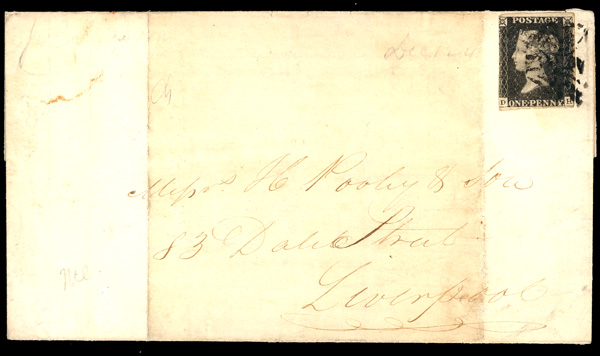 POSTAGE
ONE PENNY
Messrs H Pooley & Son
83 Dale Street
Liverpool